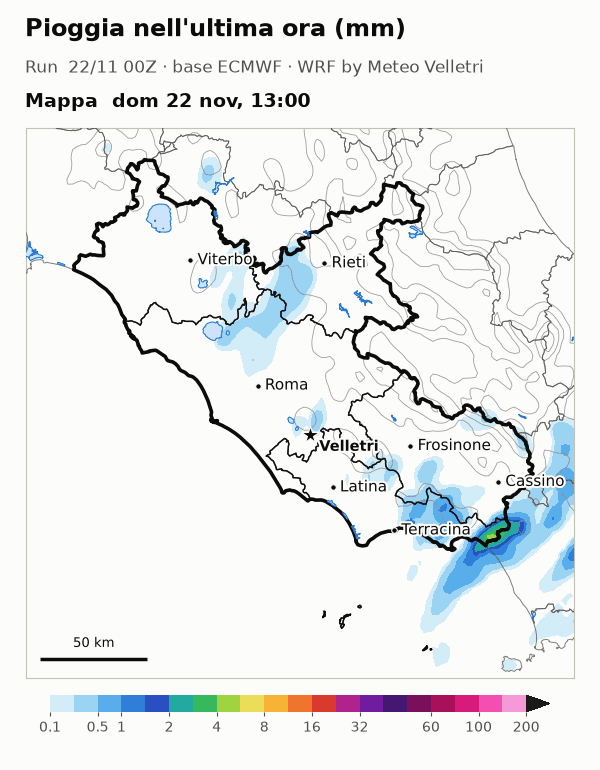 Pioggia nell'ultima ora (mm)
Run  22/11 00Z · base ECMWF · WRF by Meteo Velletri
Mappa  dom 22 nov, 13:00
Viterbo
Rieti
Roma
Velletri
Frosinone
Latina
Cassino
Terracina
50 km
0.1 0.5 1 2 4 8 16 32 60 100 200